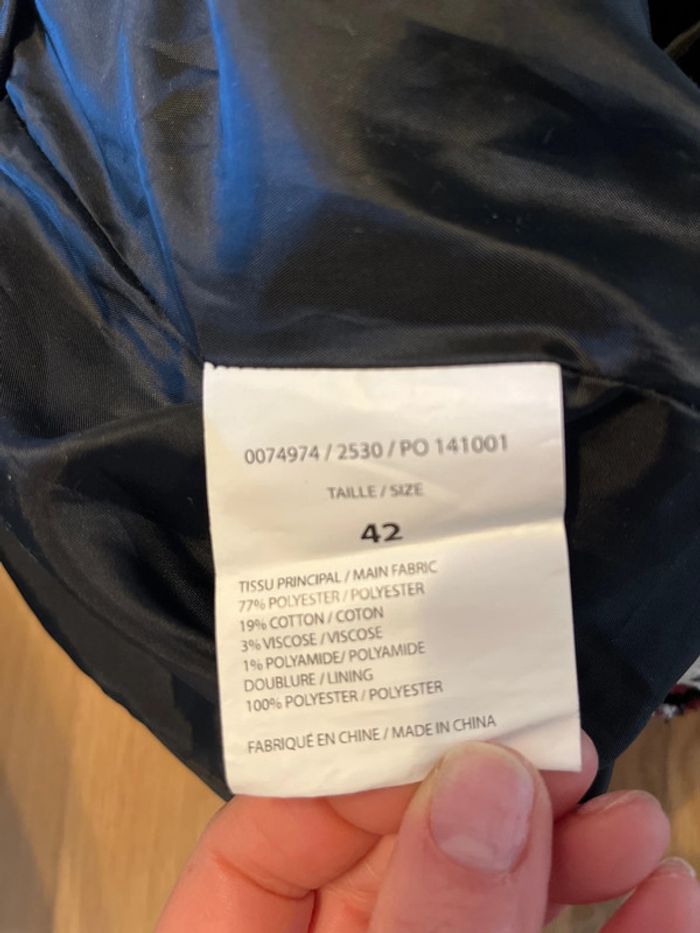 0074974 / 2530 / PO 141001
TAILLE / SIZE
42
TISSU PRINCIPAL / MAIN FABRIC
77% POLYESTER / POLYESTER
19% COTTON / COTON
3% VISCOSE / VISCOSE
1% POLYAMIDE/ POLYAMIDE
DOUBLURE / LINING
100% POLYESTER / POLYESTER
FABRIQUÉ EN CHINE / MADE IN CHINA